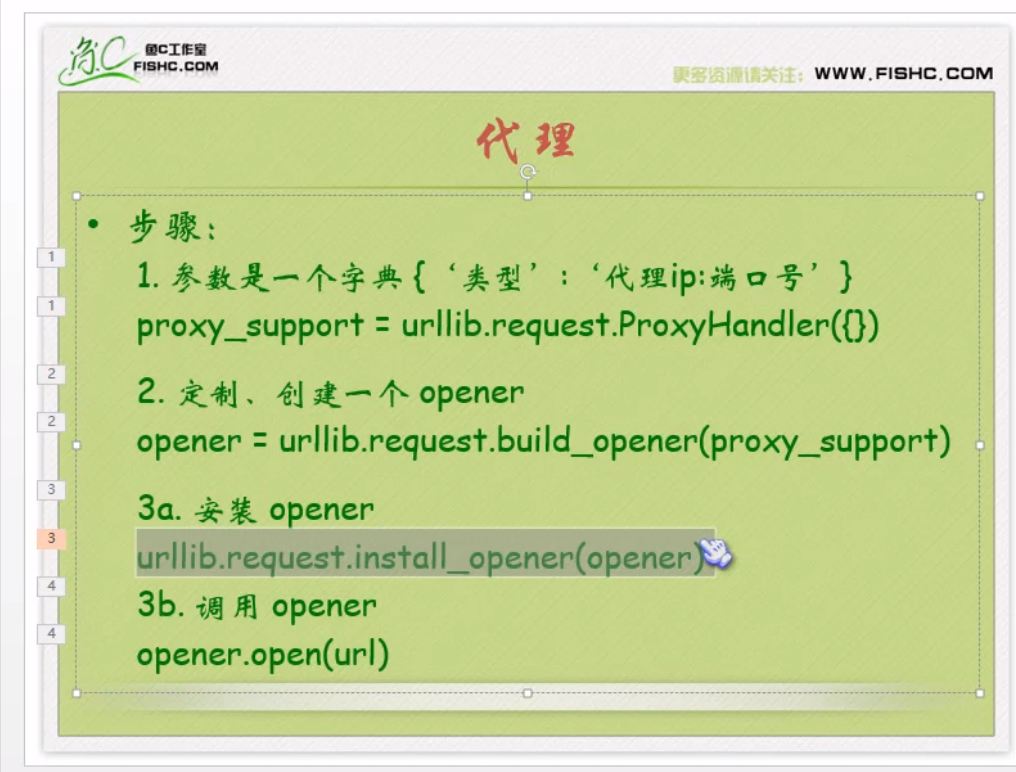 鱼C工作室
FISHC.COM
更多资源请关注：WWW.FISHC.COM
代理
• 步骤：
1
1. 参数是一个字典 {‘类型’：‘代理ip:端口号’}
1
proxy_support = urllib.request.ProxyHandler({})
2
2. 定制、创建一个 opener
2
opener = urllib.request.build_opener(proxy_support)
3
3a. 安装 opener
3
urllib.request.install_opener(opener)
4
3b. 调用 opener
4
opener.open(url)